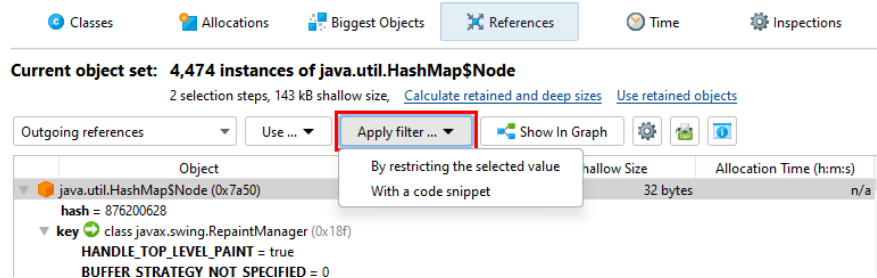 Classes Allocations Biggest Objects References Time Inspections
Current object set: 4,474 instances of java.util.HashMap$Node
2 selection steps, 143 kB shallow size, Calculate retained and deep sizes Use retained objects
Outgoing references Use ... Apply filter ... Show In Graph
Object hallow Size Allocation Time (h:m:s)
By restricting the selected value
With a code snippet
java.util.HashMap$Node (0x7a50) 32 bytes n/a
hash = 876200628
key class javax.swing.RepaintManager (0x18f)
HANDLE_TOP_LEVEL_PAINT = true
BUFFER_STRATEGY_NOT_SPECIFIED = 0